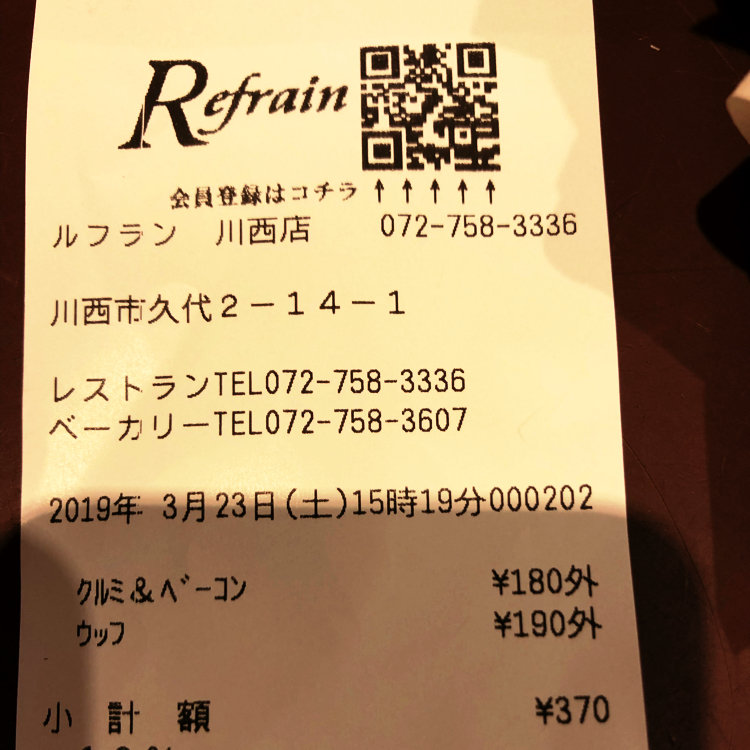 Refrain
会員登録はコチラ ↑ ↑ ↑ ↑ ↑
ルフラン 川西店 072-758-3336
川西市久代2-14-1
レストランTEL072-758-3336
ベーカリーTEL072-758-3607
2019年 3月23日(土)15時19分000202
クルミ&ベーコン ¥180外
ウッフ ¥190外
小 計 額 ¥370